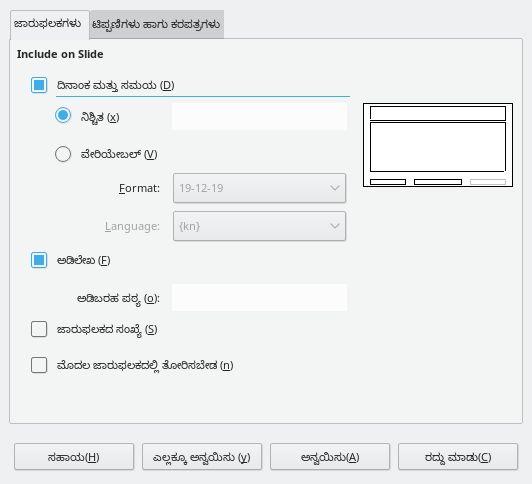 ಜಾರುಫಲಕಗಳು ಟಿಪ್ಪಣಿಗಳು ಹಾಗು ಕರಪತ್ರಗಳು
Include on Slide
ದಿನಾಂಕ ಮತ್ತು ಸಮಯ (D)
ನಿಶ್ಚಿತ (x)
ವೇರಿಯೇಬಲ್ (V)
Format: 19-12-19
Language: {kn}
ಅಡಿಲೇಖ (F)
ಅಡಿಬರಹ ಪಠ್ಯ (o):
ಜಾರುಫಲಕದ ಸಂಖ್ಯೆ (S)
ಮೊದಲ ಜಾರುಫಲಕದಲ್ಲಿ ತೋರಿಸಬೇಡ (n)
ಸಹಾಯ(H) ಎಲ್ಲಕ್ಕೂ ಅನ್ವಯಿಸು (y) ಅನ್ವಯಿಸು(A) ರದ್ದು ಮಾಡು(C)